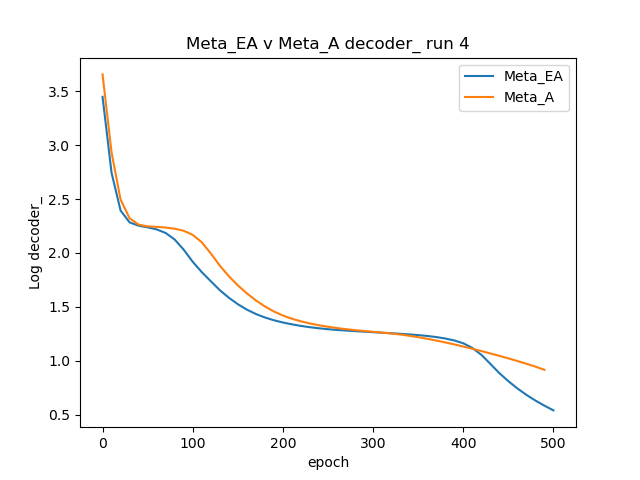 Meta_EA v Meta_A decoder_ run 4
Meta_EA
Meta_A
Log decoder_
3.5
3.0
2.5
2.0
1.5
1.0
0.5
0 100 200 300 400 500
epoch